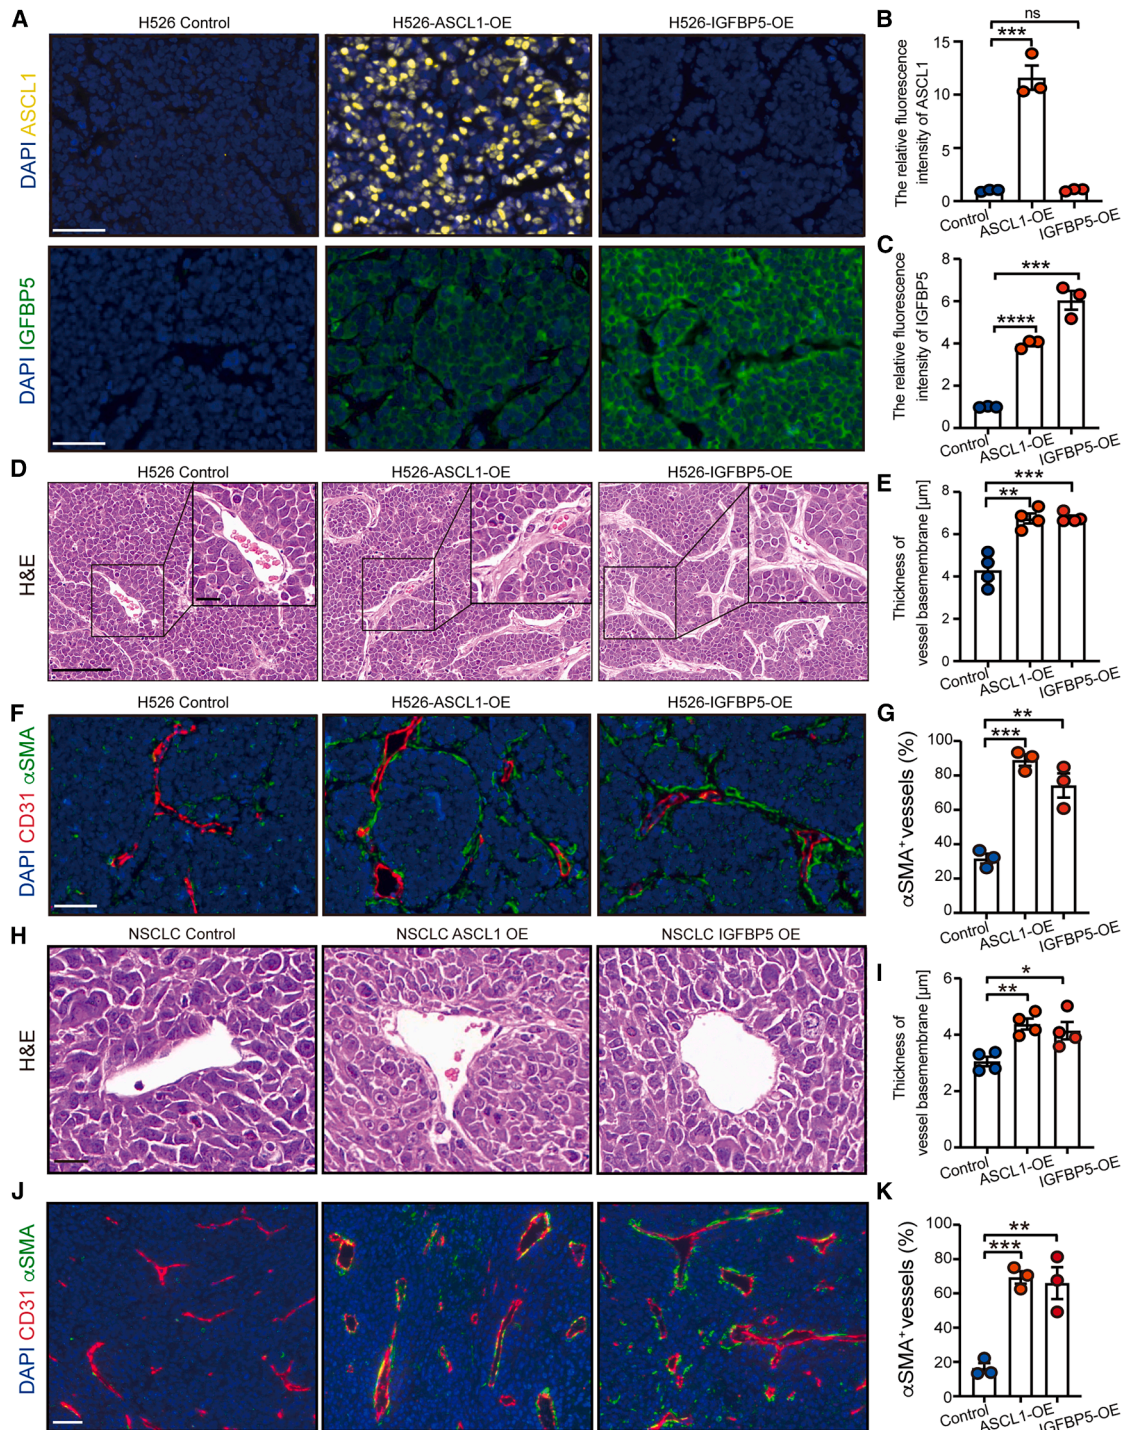 A
H526 Control
H526-ASCL1-OE
H526-IGFBP5-OE
DAPI ASCL1
DAPI IGFBP5
B
ns
***
The relative fluorescence
intensity of ASCL1
15
10
5
0
Control
ASCL1-OE
IGFBP5-OE
C
***
****
The relative fluorescence
intensity of IGFBP5
8
6
4
2
0
Control
ASCL1-OE
IGFBP5-OE
D
H526 Control
H526-ASCL1-OE
H526-IGFBP5-OE
H&E
E
***
**
Thickness of
vessel basemembrane [µm]
8
6
4
2
0
Control
ASCL1-OE
IGFBP5-OE
F
H526 Control
H526-ASCL1-OE
H526-IGFBP5-OE
DAPI CD31 αSMA
G
**
***
αSMA⁺vessels (%)
100
80
60
40
20
0
Control
ASCL1-OE
IGFBP5-OE
H
NSCLC Control
NSCLC ASCL1 OE
NSCLC IGFBP5 OE
H&E
I
*
**
Thickness of
vessel basemembrane [µm]
6
4
2
0
Control
ASCL1-OE
IGFBP5-OE
J
DAPI CD31 αSMA
K
**
***
αSMA⁺vessels (%)
100
80
60
40
20
0
Control
ASCL1-OE
IGFBP5-OE